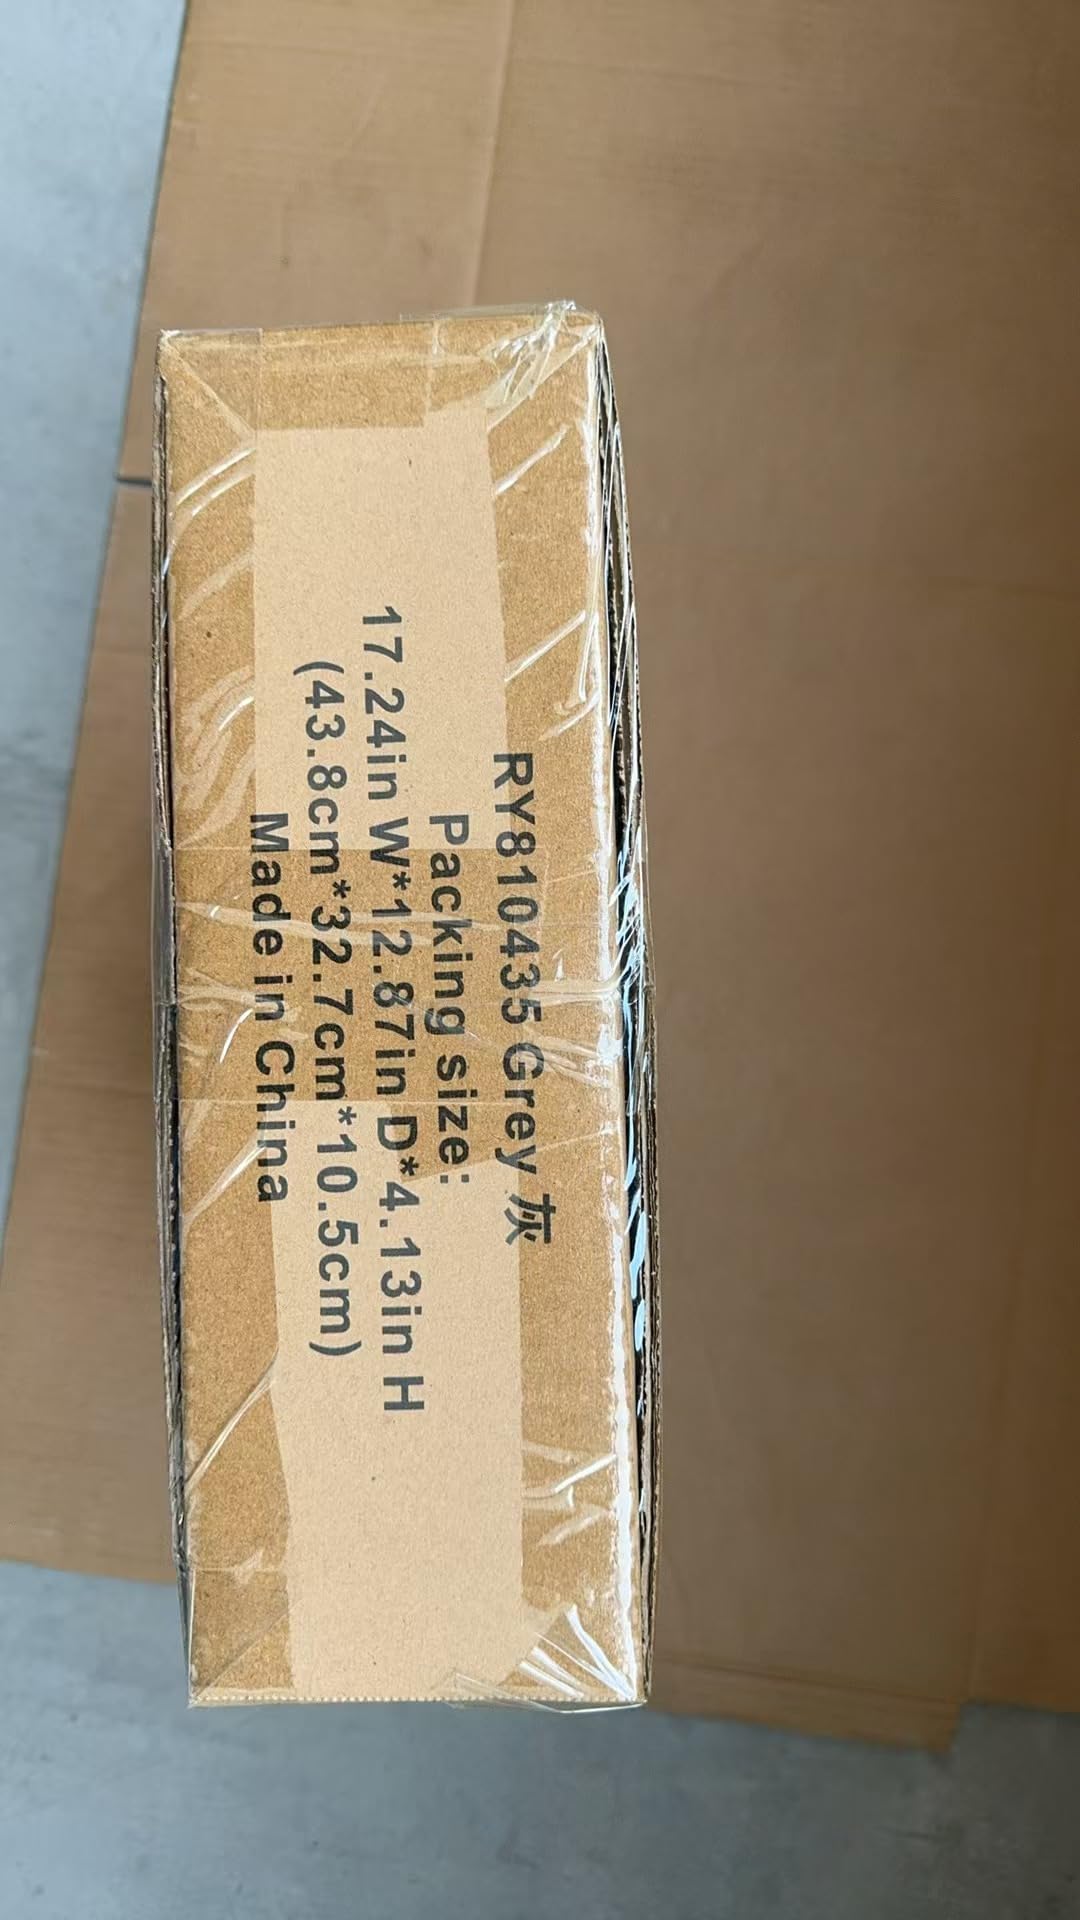 RY810435 Grey 灰
Packing size:
17.24in W*12.87in D*4.13in H
(43.8cm*32.7cm*10.5cm)
Made in China